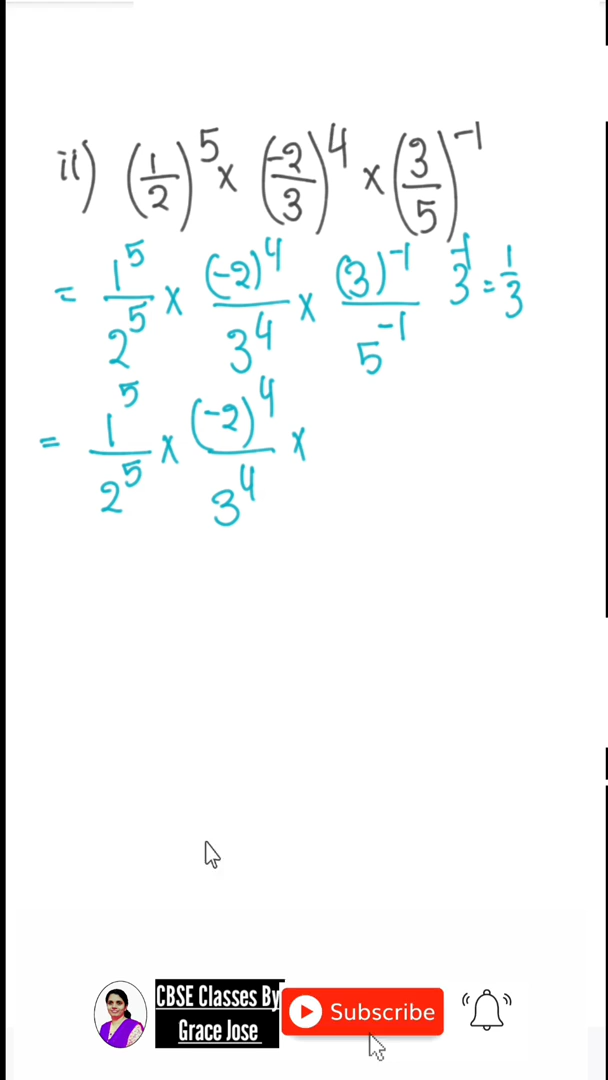 ii) (1/2)^5 × (-2/3)^4 × (3/5)^-1
= 1^5/2^5 × (-2)^4/3^4 × (3)^-1/5^-1 3^-1 = 1/3
= 1^5/2^5 × (-2)^4/3^4 ×
CBSE Classes By
Grace Jose
Subscribe